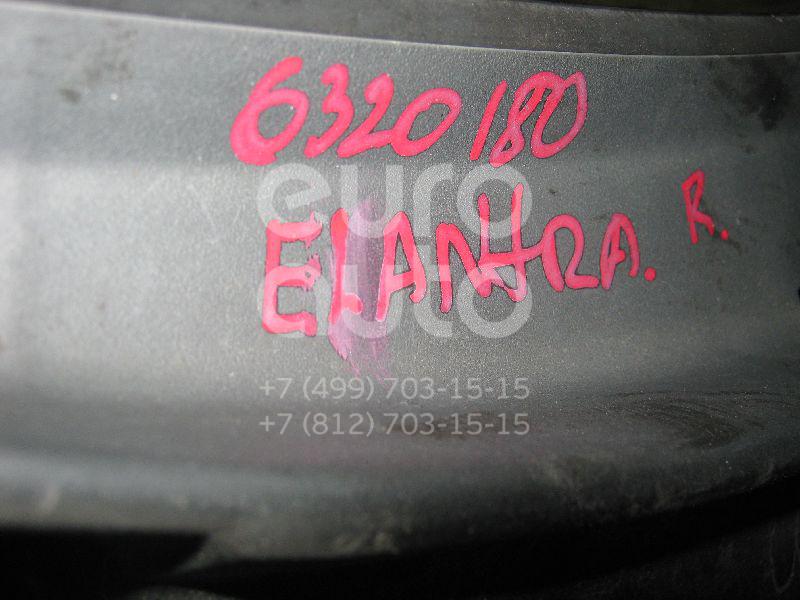 6320180
ELANTRA. R.
euro
auto
+7 (499) 703-15-15
+7 (812) 703-15-15